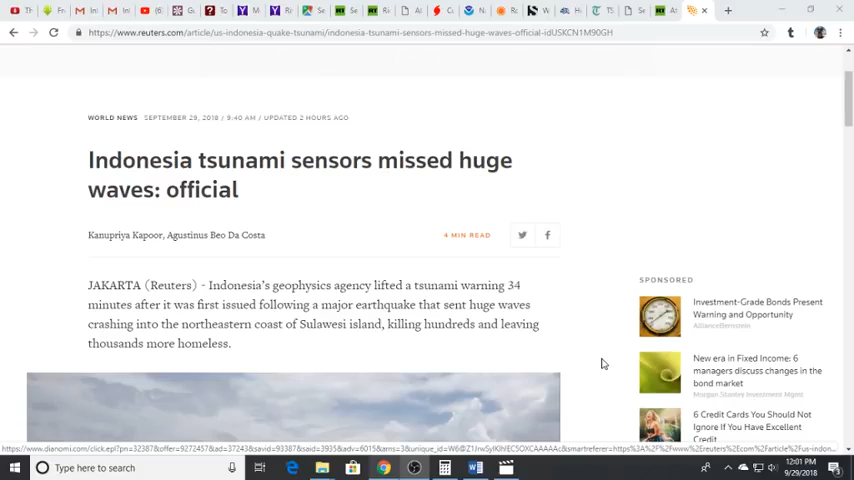 https://www.reuters.com/article/us-indonesia-quake-tsunami/indonesia-tsunami-sensors-missed-huge-waves-official-idUSKCN1M90GH
WORLD NEWS SEPTEMBER 29, 2018 / 9:40 AM / UPDATED 2 HOURS AGO
Indonesia tsunami sensors missed huge
waves: official
Kanupriya Kapoor, Agustinus Beo Da Costa
4 MIN READ
JAKARTA (Reuters) - Indonesia’s geophysics agency lifted a tsunami warning 34
minutes after it was first issued following a major earthquake that sent huge waves
crashing into the northeastern coast of Sulawesi island, killing hundreds and leaving
thousands more homeless.
SPONSORED
Investment-Grade Bonds Present
Warning and Opportunity
AllianceBernstein
New era in Fixed Income: 6
managers discuss changes in the
bond market
Morgan Stanley Investment Mgmt
6 Credit Cards You Should Not
Ignore If You Have Excellent
Credit
Type here to search
12:01 PM
9/29/2018